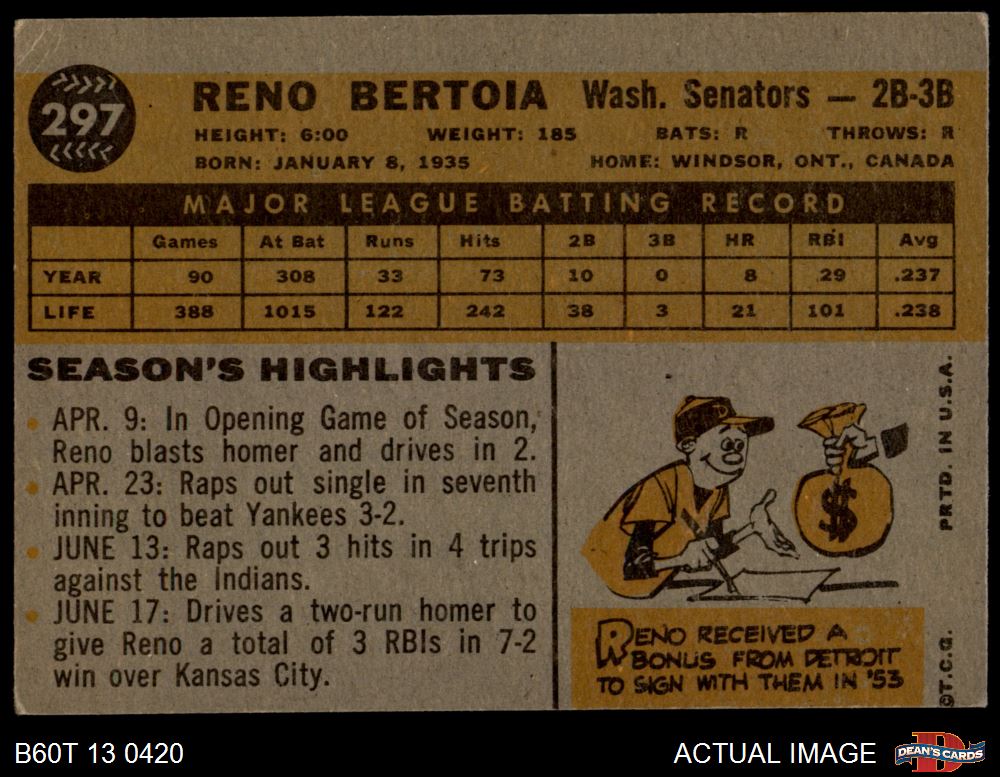 297
RENO BERTOIA Wash. Senators — 2B-3B
HEIGHT: 6:00 WEIGHT: 185 BATS: R THROWS: R
BORN: JANUARY 8, 1935 HOME: WINDSOR, ONT., CANADA
MAJOR LEAGUE BATTING RECORD
Games At Bat Runs Hits 2B 3B HR RBI Avg
YEAR 90 308 33 73 10 0 8 29 .237
LIFE 388 1015 122 242 38 3 21 101 .238
SEASON'S HIGHLIGHTS
• APR. 9: In Opening Game of Season,
Reno blasts homer and drives in 2.
• APR. 23: Raps out single in seventh
inning to beat Yankees 3-2.
• JUNE 13: Raps out 3 hits in 4 trips
against the Indians.
• JUNE 17: Drives a two-run homer to
give Reno a total of 3 RBIs in 7-2
win over Kansas City.
$
RENO RECEIVED A
BONUS FROM DETROIT
TO SIGN WITH THEM IN '53
©T.C.G. PRTD. IN U.S.A.
B60T 13 0420
ACTUAL IMAGE
D
DEAN'S CARDS